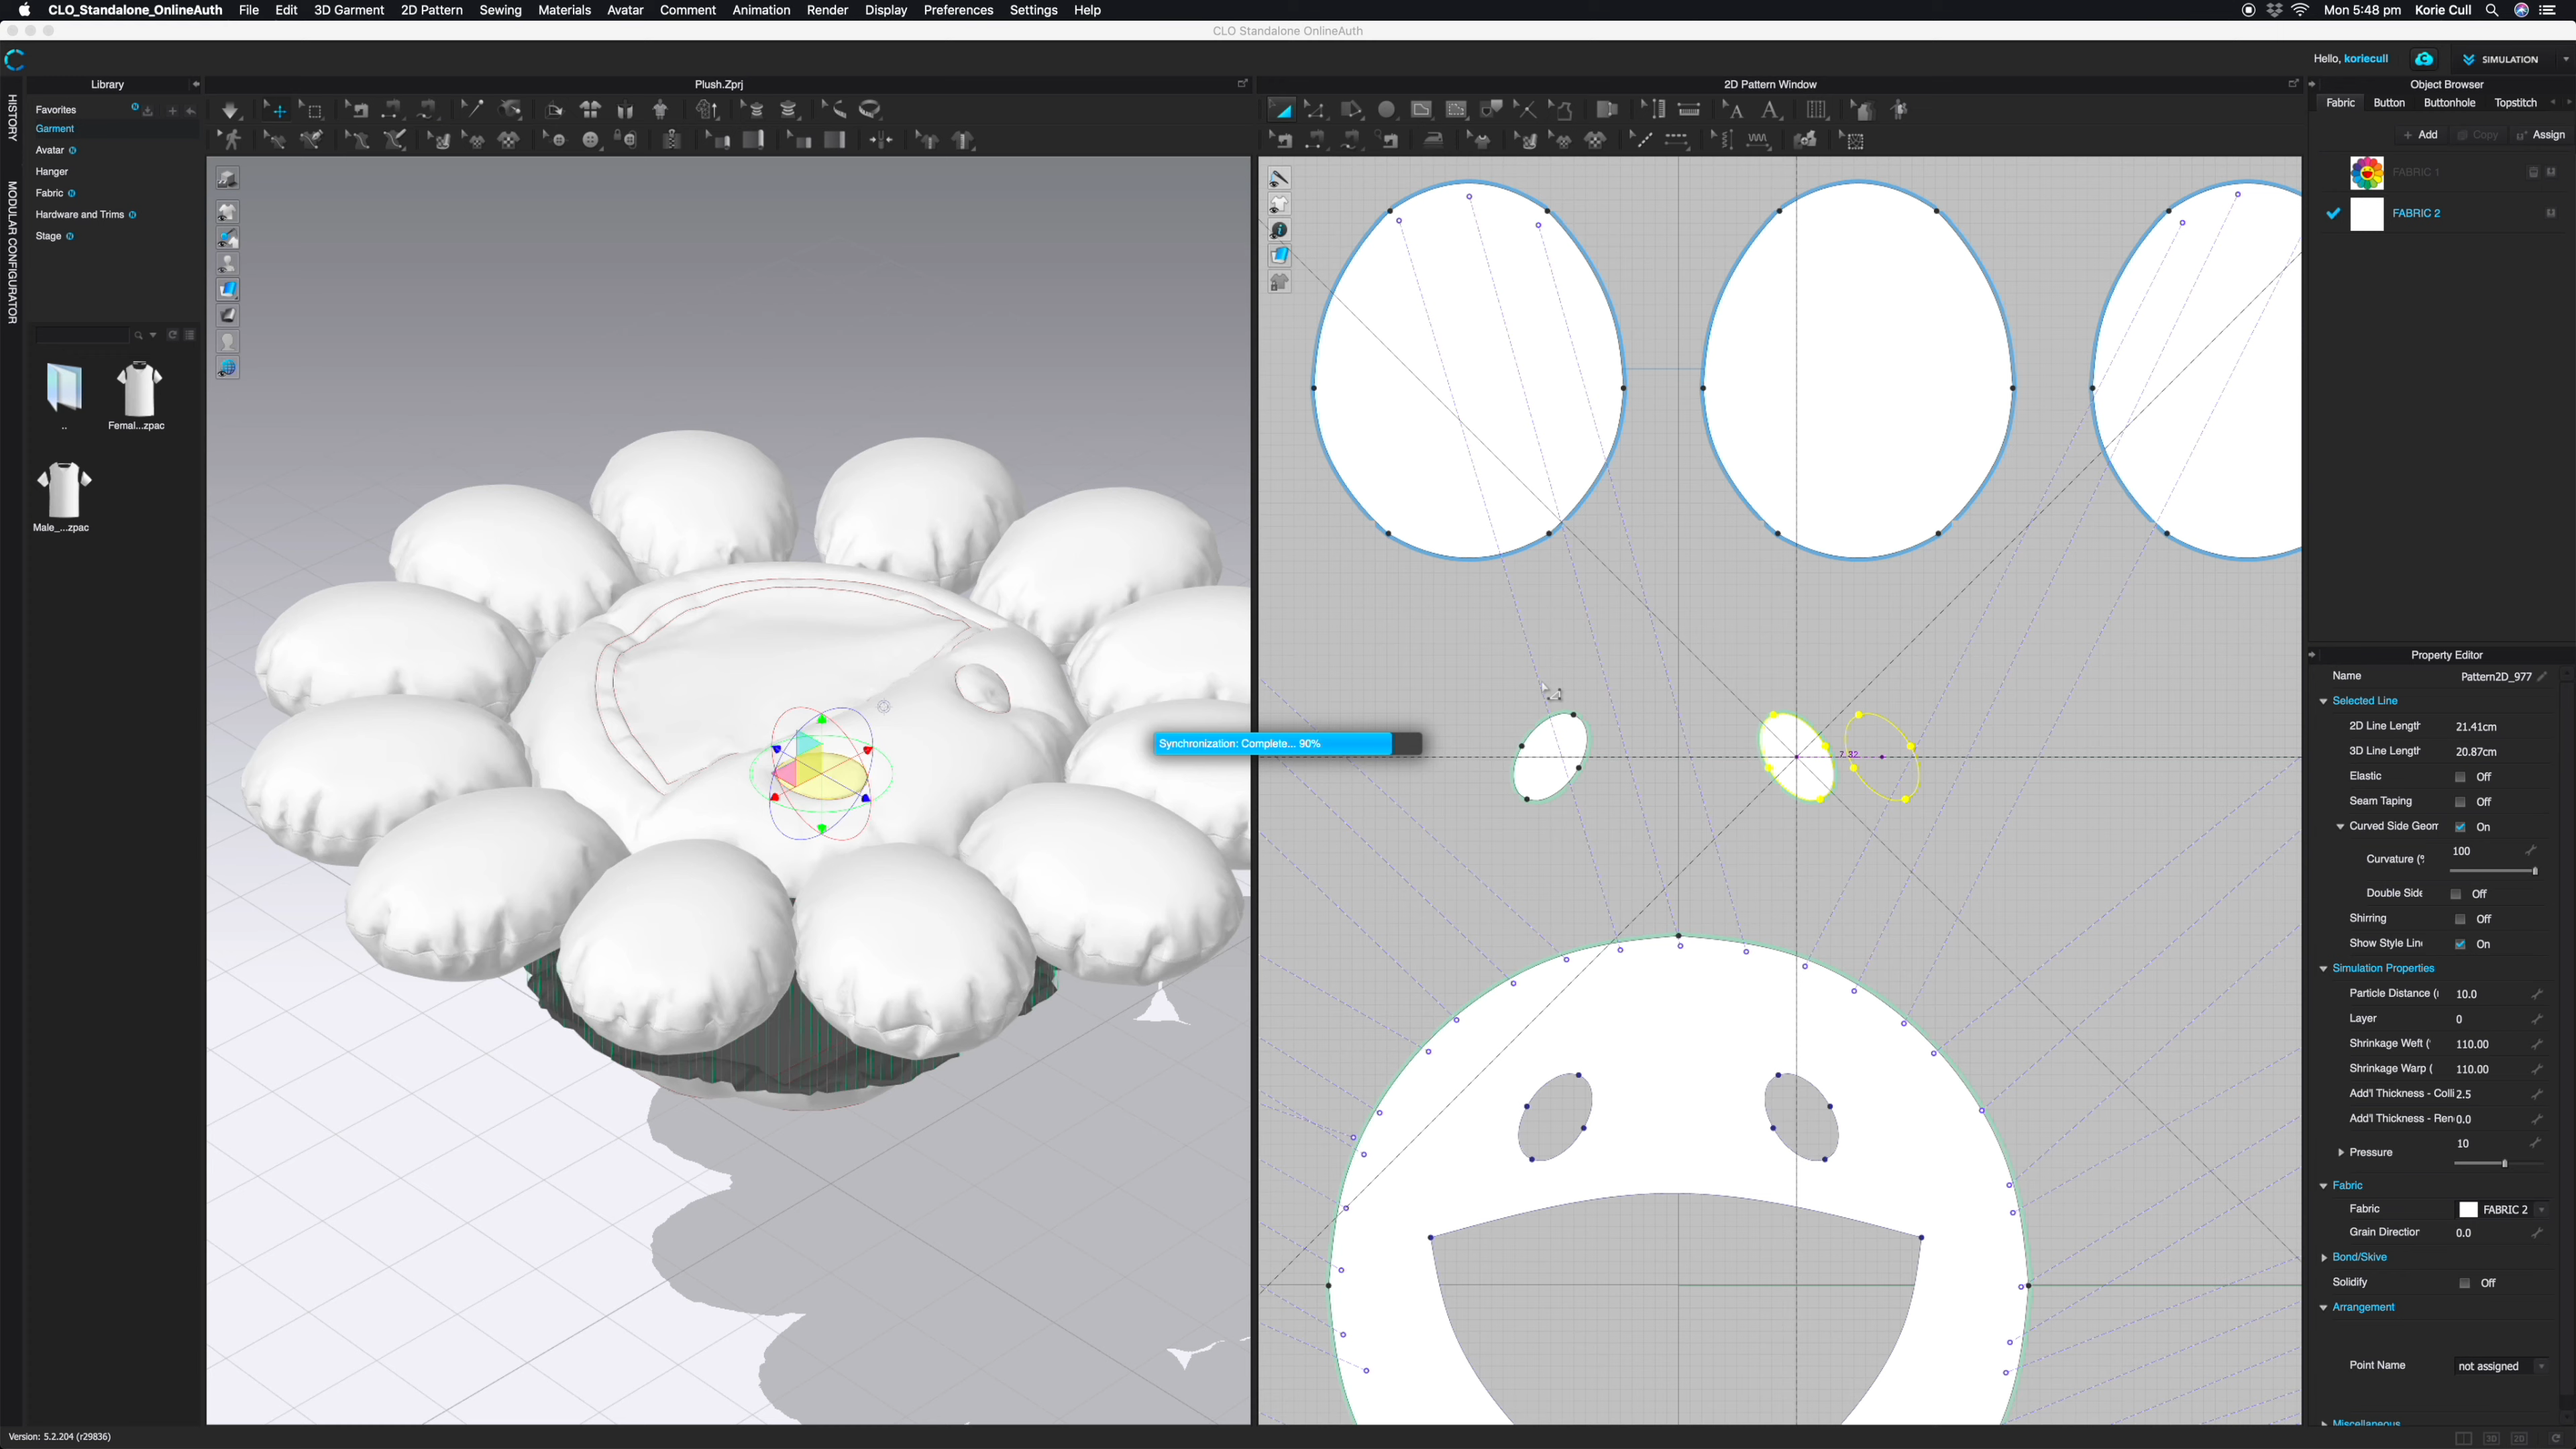 CLO_Standalone_OnlineAuth File Edit 3D Garment 2D Pattern Sewing Materials Avatar Comment Animation Render Display Preferences Settings Help Mon 5:48 pm Korie Cull
CLO Standalone OnlineAuth
Hello, koriecull SIMULATION
Library Plush.Zprj 2D Pattern Window Object Browser
HISTORY
MODULAR CONFIGURATOR
Favorites
Garment
Avatar
Hanger
Fabric
Hardware and Trims
Stage
..
Femal...zpac
Male_...zpac
Fabric Button Buttonhole Topstitch
+ Add Copy Assign
FABRIC 1
FABRIC 2
Synchronization: Complete... 90%
7.32
Property Editor
Name Pattern2D_977
Selected Line
2D Line Length 21.41cm
3D Line Length 20.87cm
Elastic Off
Seam Taping Off
Curved Side Geom On
Curvature (% 100
Double Side Off
Shirring Off
Show Style Line On
Simulation Properties
Particle Distance ( 10.0
Layer 0
Shrinkage Weft ( 110.00
Shrinkage Warp ( 110.00
Add'l Thickness - Colli 2.5
Add'l Thickness - Ren 0.0
Pressure 10
Fabric
Fabric FABRIC 2
Grain Direction 0.0
Bond/Skive
Solidify Off
Arrangement
Point Name not assigned
Miscellaneous
Version: 5.2.204 (r29836)
3D 2D